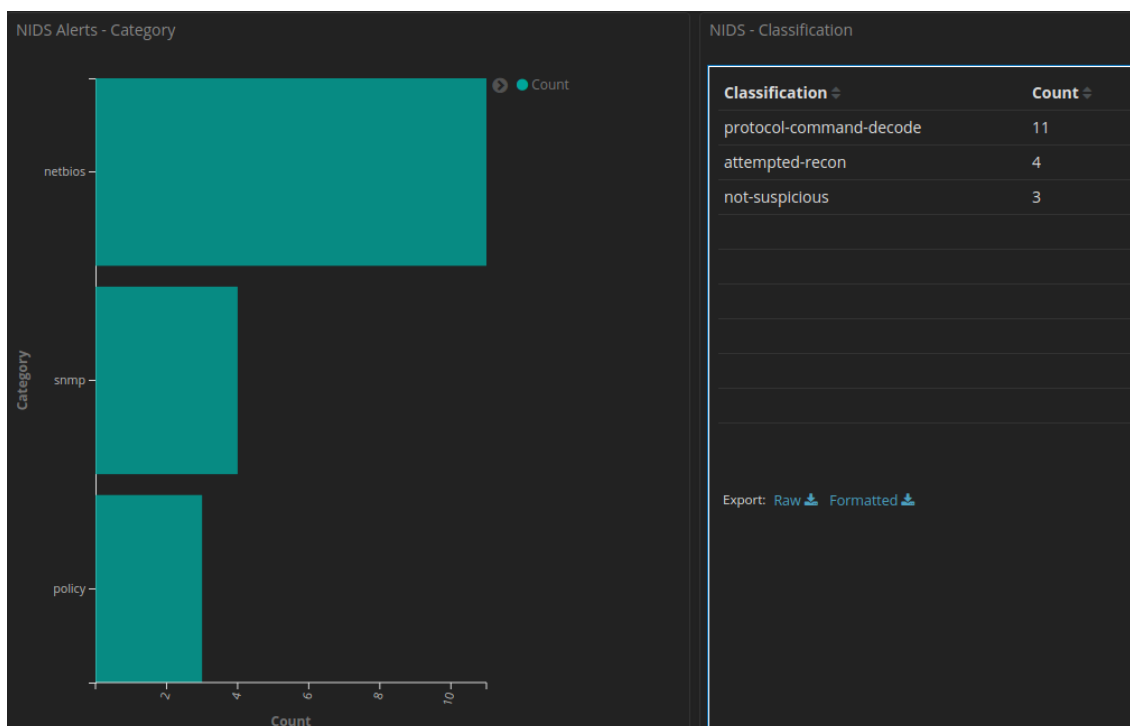 NIDS Alerts - Category
Count
netbios
snmp
policy
Category
2 4 6 8 10
Count
NIDS - Classification
Classification Count
protocol-command-decode 11
attempted-recon 4
not-suspicious 3
Export: Raw Formatted